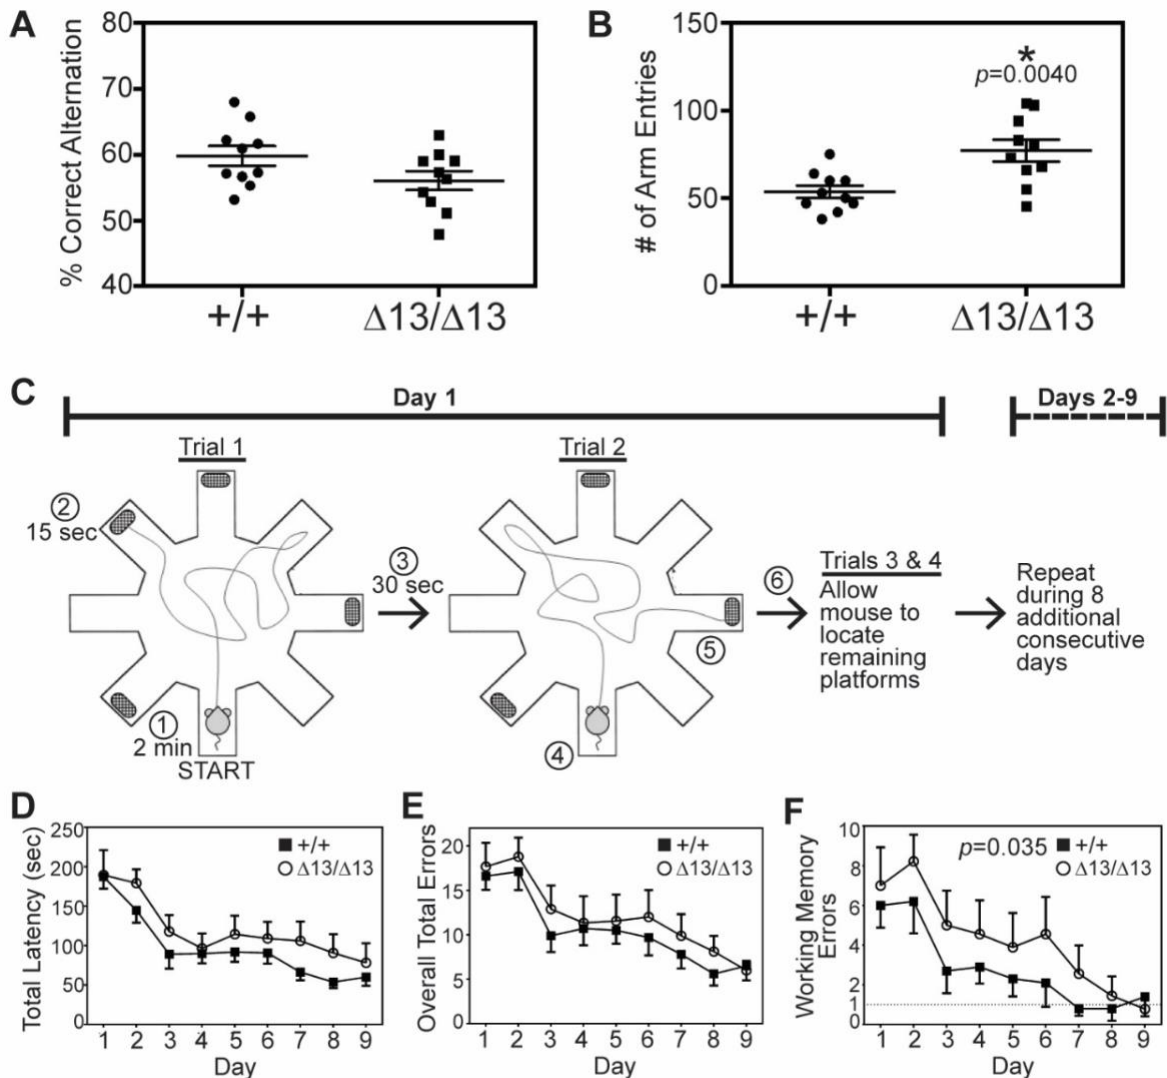 A
% Correct Alternation
80
70
60
50
40
+/+
Δ13/Δ13
B
# of Arm Entries
150
100
50
0
*
p=0.0040
+/+
Δ13/Δ13
C
Day 1
Days 2-9
Trial 1
2
15 sec
1
2 min
START
3
30 sec
Trial 2
4
5
6
Trials 3 & 4
Allow
mouse to
locate
remaining
platforms
Repeat
during 8
additional
consecutive
days
D
Total Latency (sec)
250
200
150
100
50
0
+/+
Δ13/Δ13
1 2 3 4 5 6 7 8 9
Day
E
Overall Total Errors
20
15
10
5
0
+/+
Δ13/Δ13
1 2 3 4 5 6 7 8 9
Day
F
Working Memory
Errors
10
8
6
4
2
1
0
p=0.035
+/+
Δ13/Δ13
1 2 3 4 5 6 7 8 9
Day